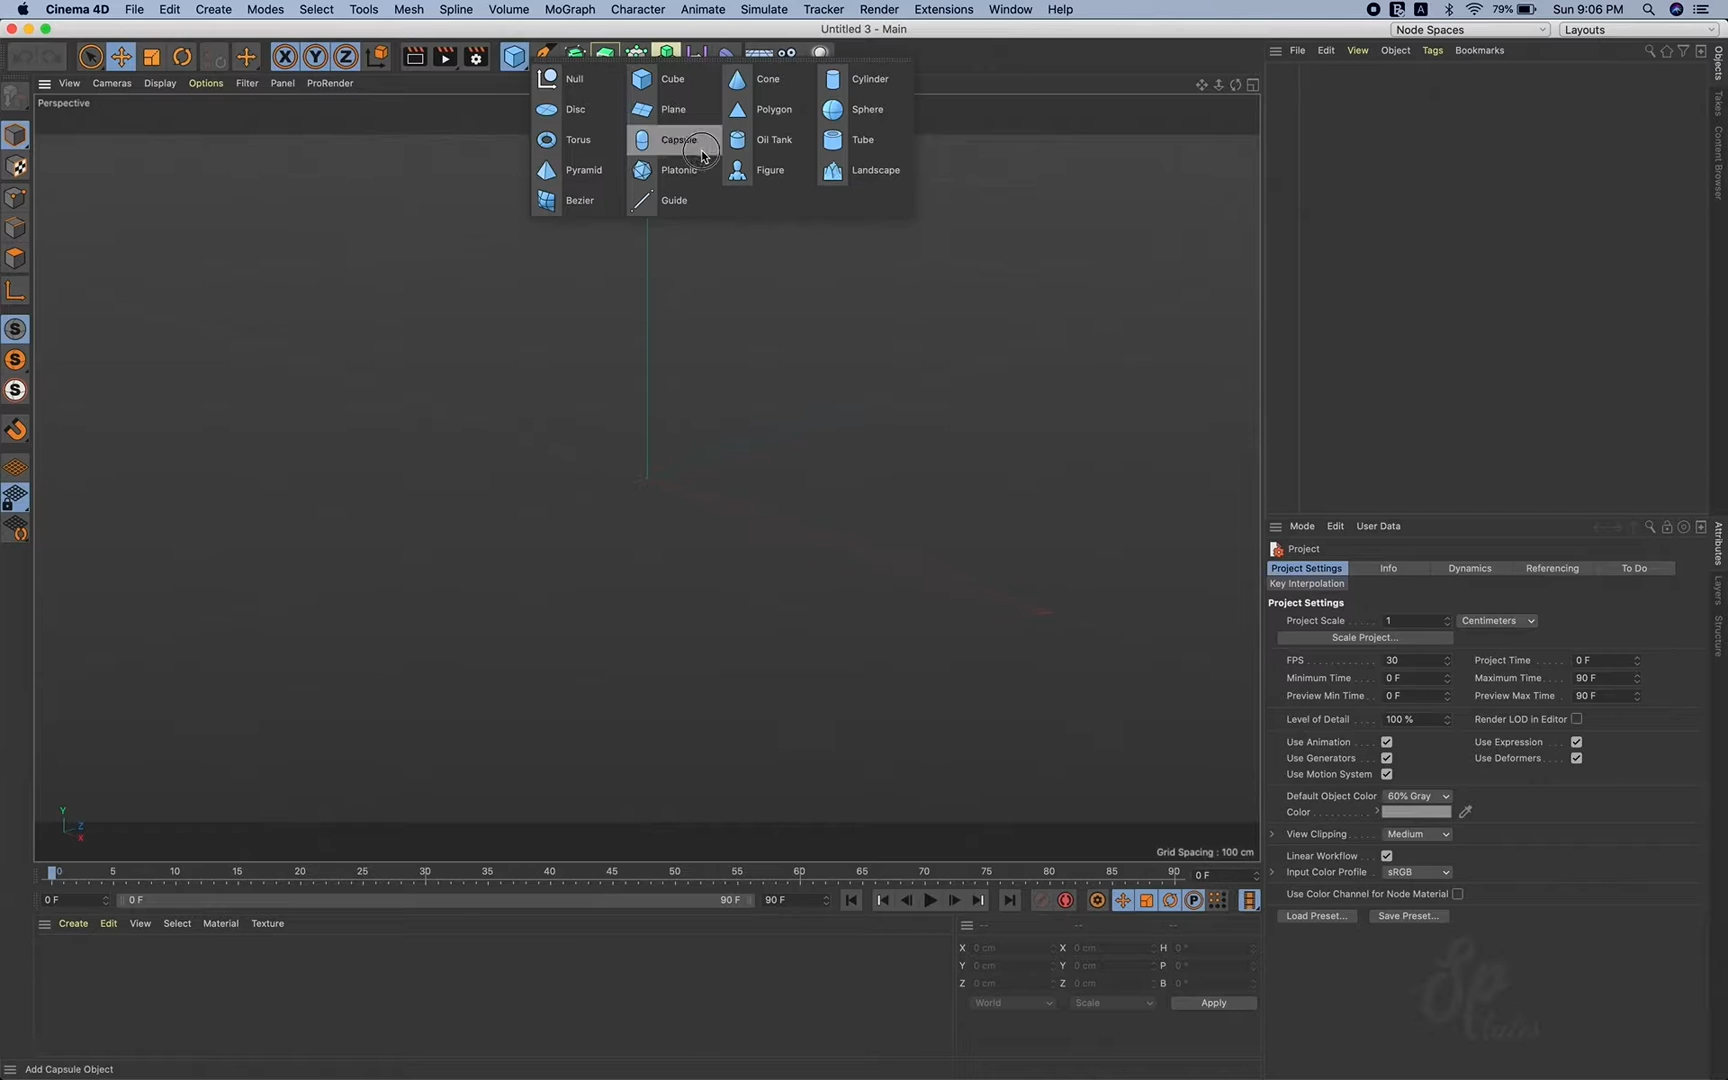 Cinema 4D File Edit Create Modes Select Tools Mesh Spline Volume MoGraph Character Animate Simulate Tracker Render Extensions Window Help 79% Sun 9:06 PM
Untitled 3 - Main
Node Spaces Layouts
File Edit View Object Tags Bookmarks
View Cameras Display Options Filter Panel ProRender
Perspective
Null Cube Cone Cylinder
Disc Plane Polygon Sphere
Torus Capsule Oil Tank Tube
Pyramid Platonic Figure Landscape
Bezier Guide
Objects
Takes
Content Browser
Attributes
Layers
Structure
Mode Edit User Data
Project
Project Settings Info Dynamics Referencing To Do
Key Interpolation
Project Settings
Project Scale 1 Centimeters
Scale Project...
FPS 30 Project Time 0 F
Minimum Time 0 F Maximum Time 90 F
Preview Min Time 0 F Preview Max Time 90 F
Level of Detail 100 % Render LOD in Editor
Use Animation Use Expression
Use Generators Use Deformers
Use Motion System
Default Object Color 60% Gray
Color
View Clipping Medium
Linear Workflow
Input Color Profile sRGB
Use Color Channel for Node Material
Load Preset... Save Preset...
Y
Z
X
Grid Spacing : 100 cm
0 5 10 15 20 25 30 35 40 45 50 55 60 65 70 75 80 85 90 0 F
0 F 0 F 90 F 90 F
Create Edit View Select Material Texture
-- -- --
X 0 cm X 0 cm H 0 °
Y 0 cm Y 0 cm P 0 °
Z 0 cm Z 0 cm B 0 °
World Scale Apply
Sp
tales
Add Capsule Object